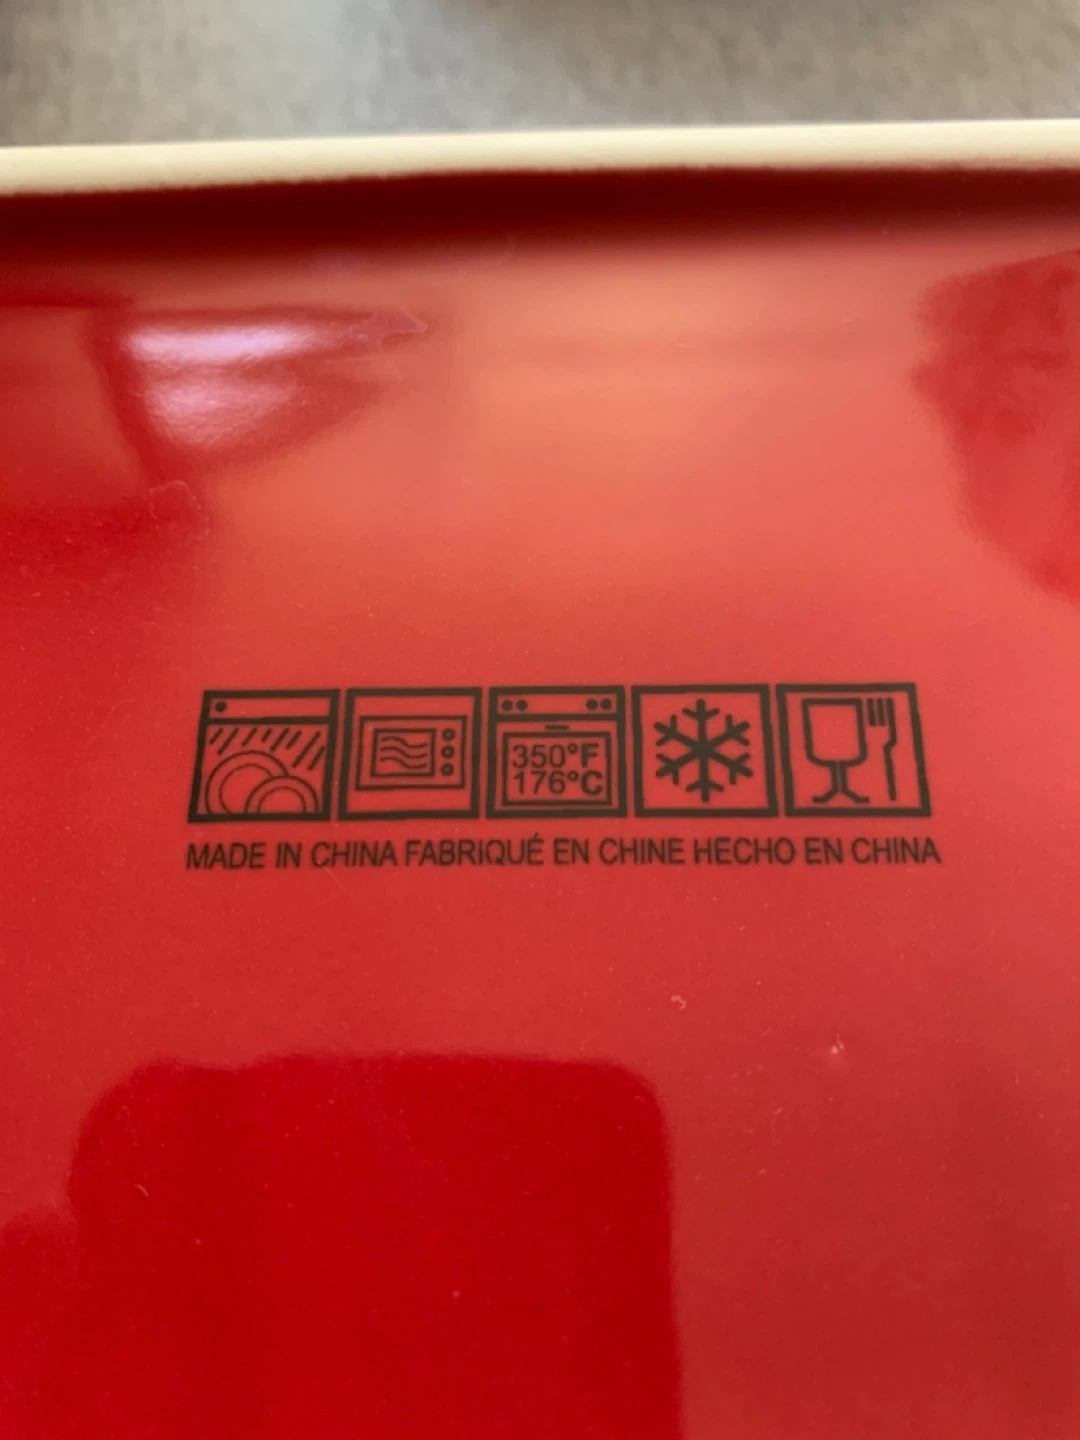 350°F
176°C
MADE IN CHINA FABRIQUÉ EN CHINE HECHO EN CHINA